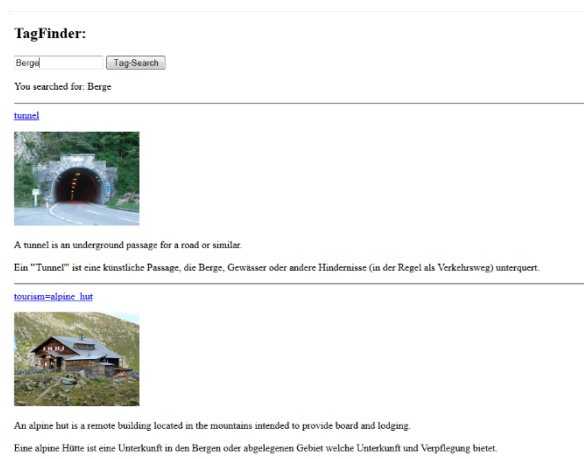 TagFinder:
Berge Tag-Search
You searched for: Berge
tunnel
A tunnel is an underground passage for a road or similar.
Ein "'Tunnel'" ist eine künstliche Passage, die Berge, Gewässer oder andere Hindernisse (in der Regel als Verkehrsweg) unterquert.
tourism=alpine_hut
An alpine hut is a remote building located in the mountains intended to provide board and lodging.
Eine alpine Hütte ist eine Unterkunft in den Bergen oder abgelegenen Gebiet welche Unterkunft und Verpflegung bietet.